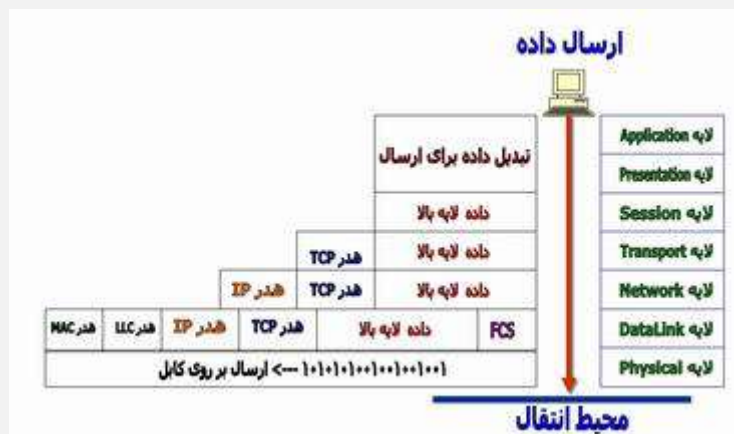 ارسال داده
لایه Application
تبدیل داده برای ارسال
لایه Presentation
داده لایه بالا
لایه Session
داده لایه بالا
هدر TCP
لایه Transport
داده لایه بالا
هدر TCP
هدر IP
لایه Network
FCS
داده لایه بالا
هدر TCP
هدر IP
هدر LLC
هدر MAC
لایه DataLink
۱۰۱۰۱۰۱۰۰۱۰۰۱۰۰۱۰۰۱ ---> ارسال بر روی کابل
لایه Physical
محیط انتقال